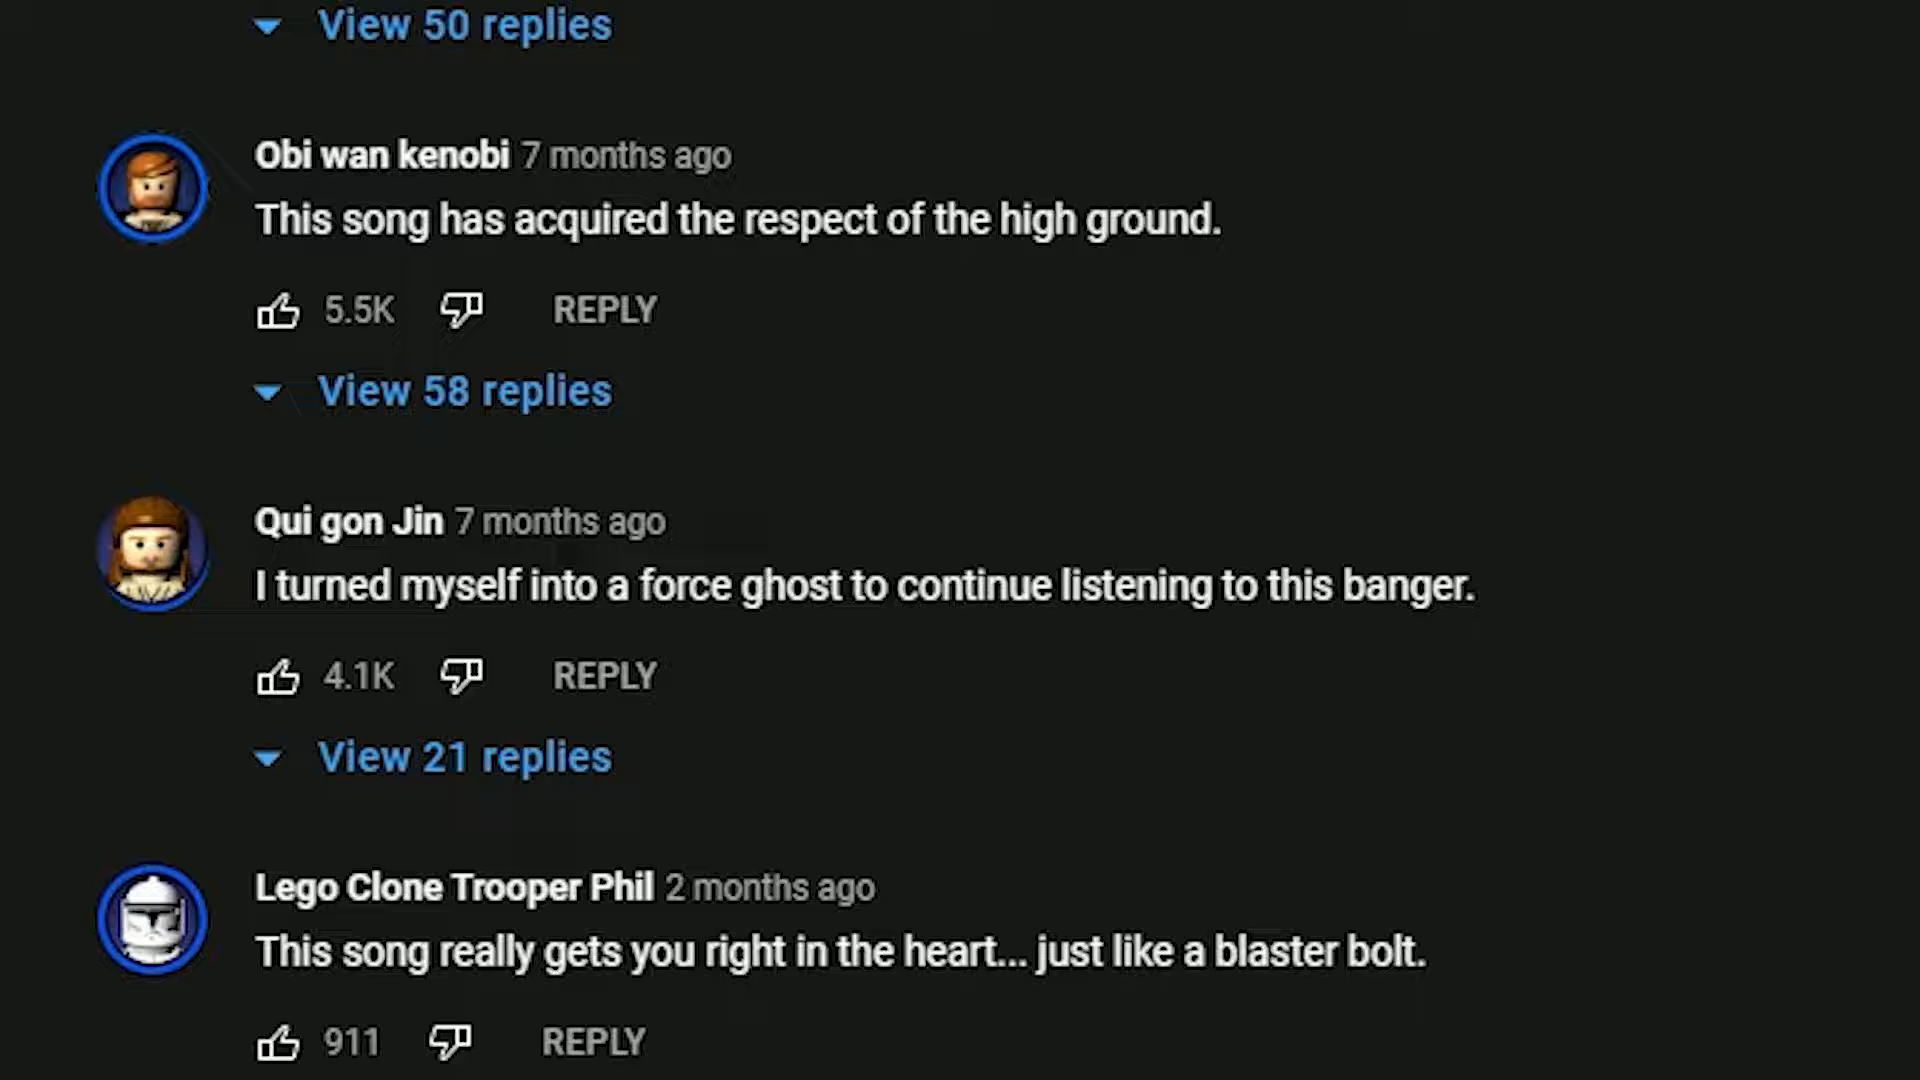 View 50 replies
Obi wan kenobi 7 months ago
This song has acquired the respect of the high ground.
5.5K REPLY
View 58 replies
Qui gon Jin 7 months ago
I turned myself into a force ghost to continue listening to this banger.
4.1K REPLY
View 21 replies
Lego Clone Trooper Phil 2 months ago
This song really gets you right in the heart... just like a blaster bolt.
911 REPLY